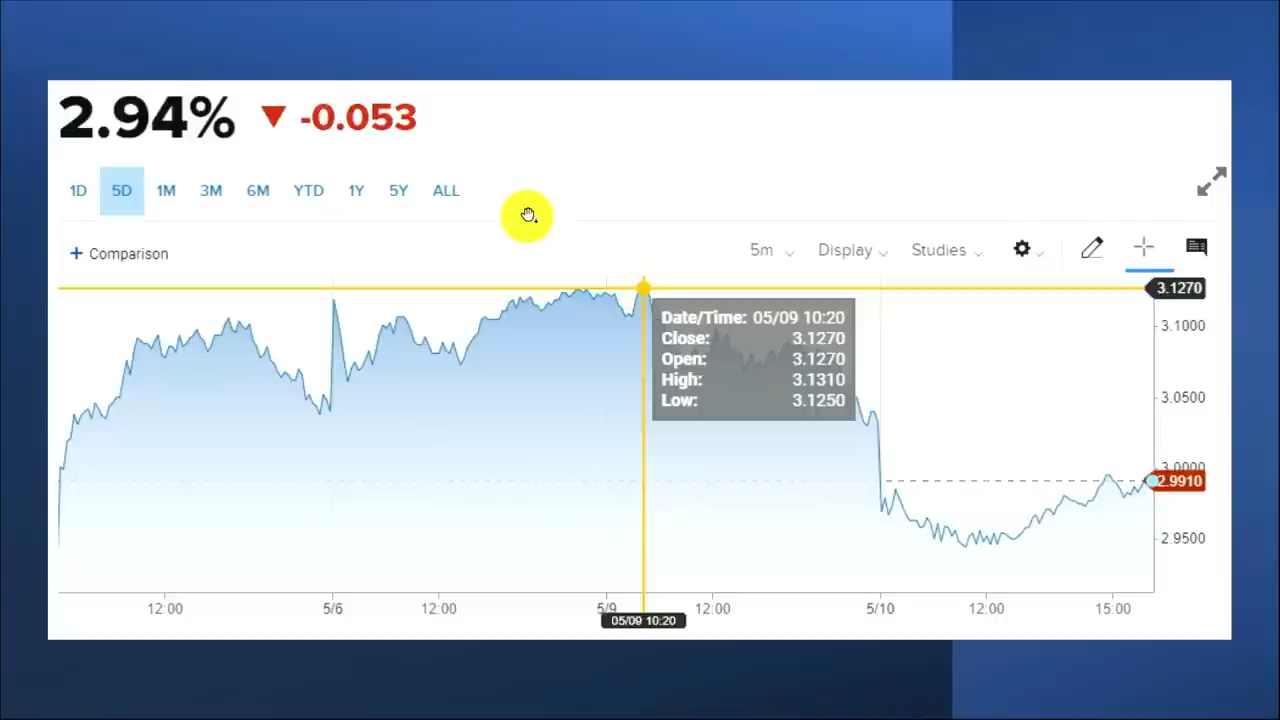 2.94% ▼ -0.053
1D 5D 1M 3M 6M YTD 1Y 5Y ALL
+ Comparison 5m Display Studies
3.1270
Date/Time: 05/09 10:20
3.1000
Close: 3.1270
Open: 3.1270
High: 3.1310
Low: 3.1250
3.0500
3.0000
2.9910
2.9500
12:00 5/6 12:00 5/9 12:00 5/10 12:00 15:00
05/09 10:20